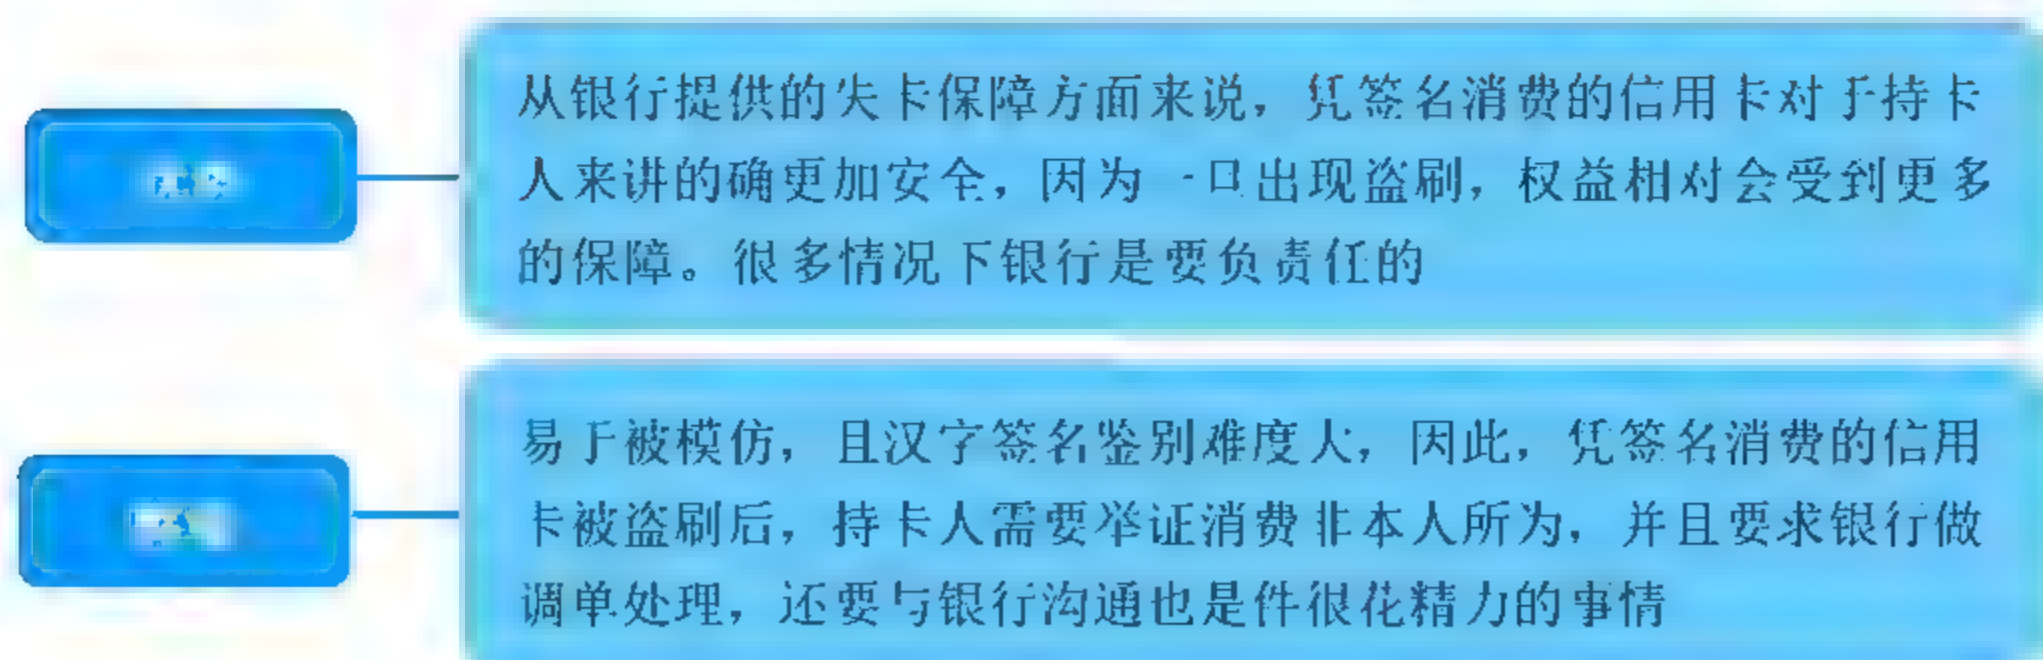 从银行提供的失卡保障方面来说，凭签名消费的信用卡对于持卡
人来讲的确更加安全，因为一旦出现盗刷，权益相对会受到更多
的保障。很多情况下银行是要负责任的
易于被模仿，且汉字签名鉴别难度大，因此，凭签名消费的信用
卡被盗刷后，持卡人需要举证消费非本人所为，并且要求银行做
调单处理，还要与银行沟通也是件很花精力的事情